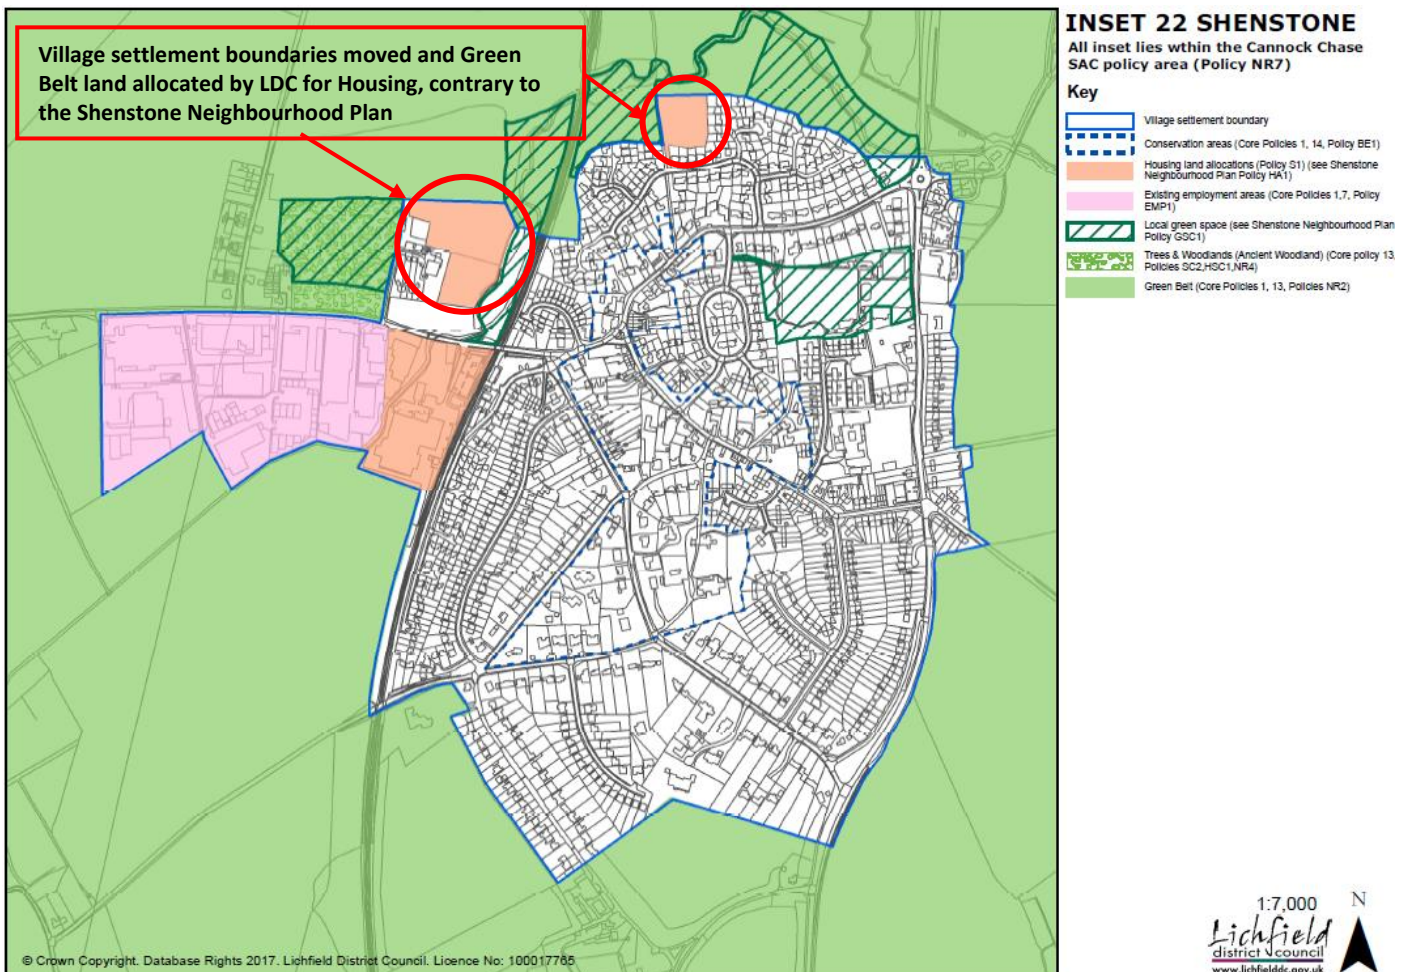 Village settlement boundaries moved and Green
Belt land allocated by LDC for Housing, contrary to
the Shenstone Neighbourhood Plan
INSET 22 SHENSTONE
All inset lies wthin the Cannock Chase
SAC policy area (Policy NR7)
Key
Village settlement boundary
Conservation areas (Core Policies 1, 14, Policy BE1)
Housing land allocations (Policy S1) (see Shenstone
Neighbourhood Plan Policy HA1)
Existing employment areas (Core Policies 1,7, Policy
EMP1)
Local green space (see Shenstone Neighbourhood Plan
Policy GSC1)
Trees & Woodlands (Ancient Woodland) (Core policy 13,
Policies SC2,HSC1,NR4)
Green Belt (Core Policies 1, 13, Policies NR2)
1:7,000
N
Lichfield
district council
www.lichfielddc.gov.uk
© Crown Copyright. Database Rights 2017. Lichfield District Council. Licence No: 100017765